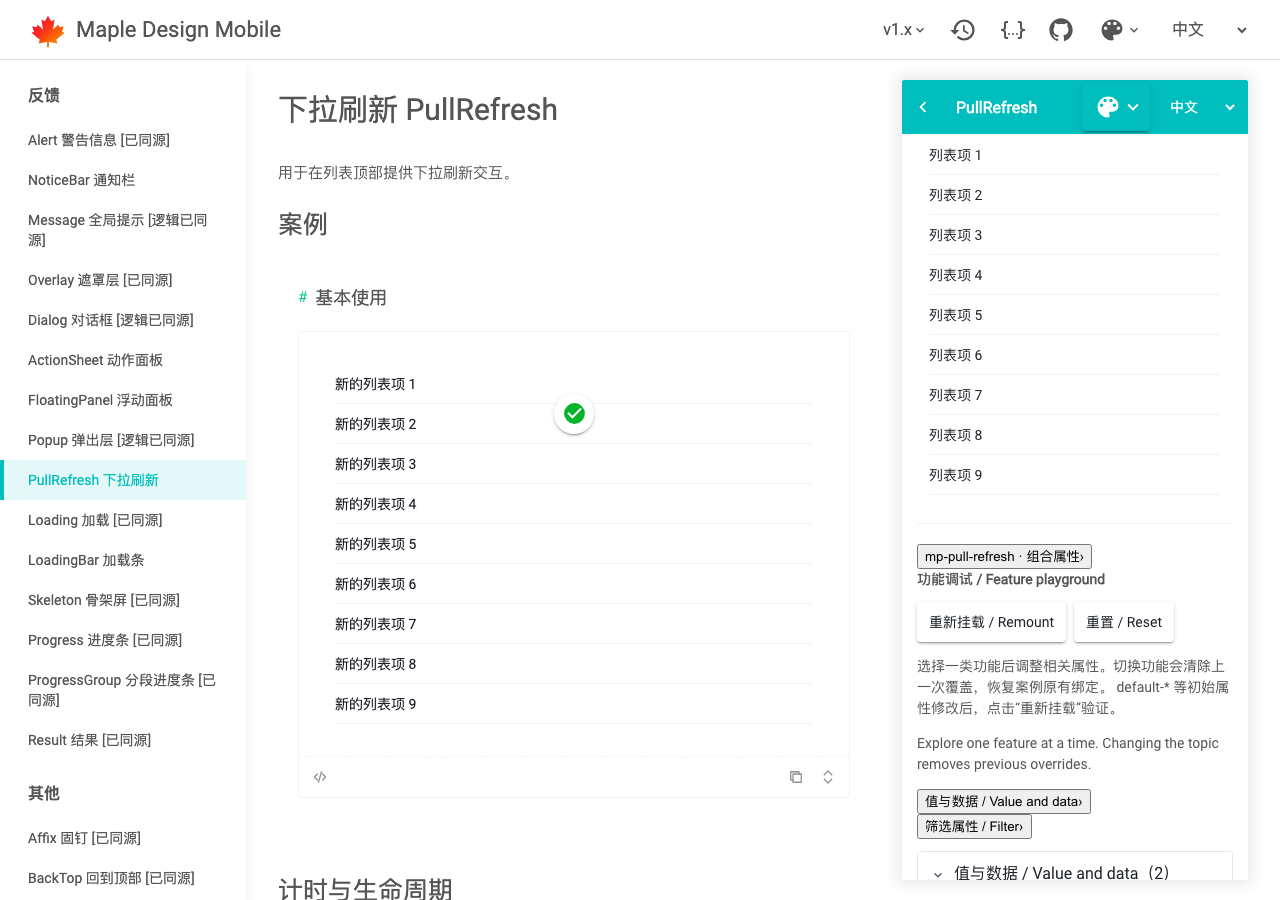 Maple Design Mobile
v1.x
中文
反馈
Alert 警告信息 [已同源]
NoticeBar 通知栏
Message 全局提示 [逻辑已同
源]
Overlay 遮罩层 [已同源]
Dialog 对话框 [逻辑已同源]
ActionSheet 动作面板
FloatingPanel 浮动面板
Popup 弹出层 [逻辑已同源]
PullRefresh 下拉刷新
Loading 加载 [已同源]
LoadingBar 加载条
Skeleton 骨架屏 [已同源]
Progress 进度条 [已同源]
ProgressGroup 分段进度条 [已
同源]
Result 结果 [已同源]
其他
Affix 固钉 [已同源]
BackTop 回到顶部 [已同源]
下拉刷新 PullRefresh
用于在列表顶部提供下拉刷新交互。
案例
# 基本使用
新的列表项 1
新的列表项 2
新的列表项 3
新的列表项 4
新的列表项 5
新的列表项 6
新的列表项 7
新的列表项 8
新的列表项 9
计时与生命周期
PullRefresh
中文
列表项 1
列表项 2
列表项 3
列表项 4
列表项 5
列表项 6
列表项 7
列表项 8
列表项 9
mp-pull-refresh · 组合属性›
功能调试 / Feature playground
重新挂载 / Remount
重置 / Reset
选择一类功能后调整相关属性。切换功能会清除上
一次覆盖，恢复案例原有绑定。 default-* 等初始属
性修改后，点击“重新挂载”验证。
Explore one feature at a time. Changing the topic
removes previous overrides.
值与数据 / Value and data›
筛选属性 / Filter›
值与数据 / Value and data（2）